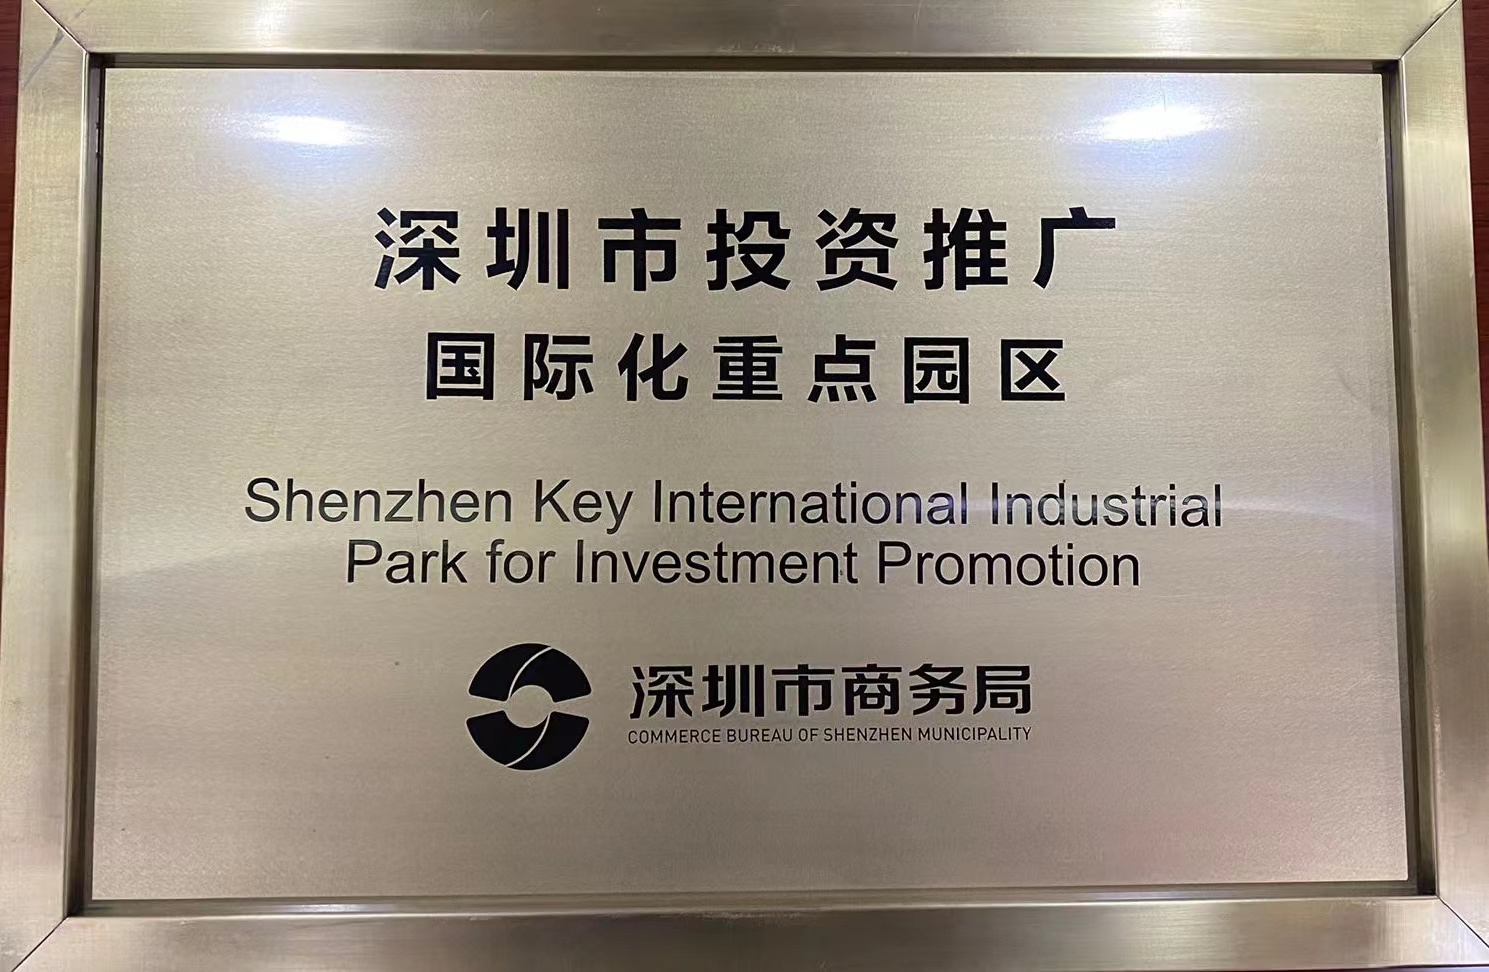 深圳市投资推广
国际化重点园区
Shenzhen Key International Industrial
Park for Investment Promotion
深圳市商务局
COMMERCE BUREAU OF SHENZHEN MUNICIPALITY